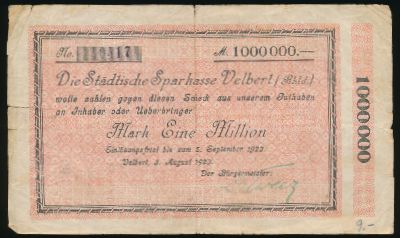 No. M. 1000000.—
Die Städtische Sparkasse Velbert (Rhld.)
wolle zahlen gegen diesen Scheck aus unserem Guthaben
an Inhaber oder Ueberbringer
Mark Eine Million
Einlösungsfrist bis zum 5. September 1923
Velbert, 3. August 1923.
Der Bürgermeister:
1000000
9.-